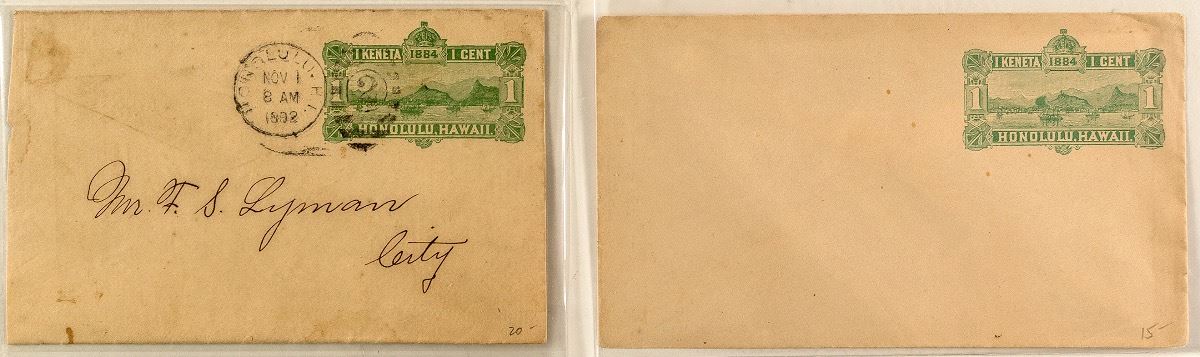 HONOLULU. H.I.
NOV 1
8 AM
1892
2
1 KENETA 1884 1 CENT
1 1
HONOLULU, HAWAII.
Mr. F. S. Lyman
City
20-
1 KENETA 1884 1 CENT
1 1
HONOLULU, HAWAII.
15-